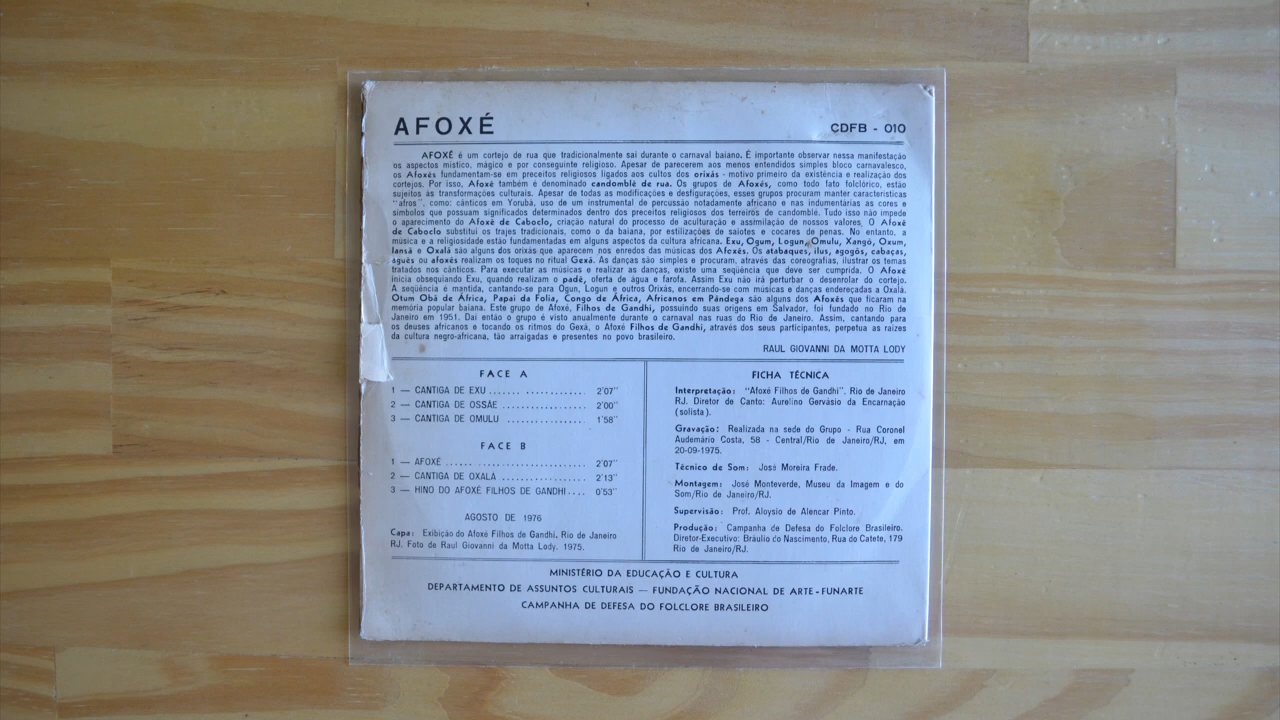 AFOXÉ
CDFB - 010
AFOXÉ é um cortejo de rua que tradicionalmente sai durante o carnaval baiano. É importante observar nessa manifestação
os aspectos místico, mágico e por conseguinte religioso. Apesar de parecerem aos menos entendidos simples bloco carnavalesco,
os Afoxés fundamentam-se em preceitos religiosos ligados aos cultos dos orixás - motivo primeiro da existência e realização dos
cortejos. Por isso, Afoxé também é denominado candomblé de rua. Os grupos de Afoxés, como todo fato folclórico, estão
sujeitos às transformações culturais. Apesar de todas as modificações e desfigurações, esses grupos procuram manter características
"afros", como: cânticos em Yorubá, uso de um instrumental de percussão notadamente africano e nas indumentárias as cores e
símbolos que possuam significados determinados dentro dos preceitos religiosos dos terreiros de candomblé. Tudo isso não impede
o aparecimento do Afoxé de Caboclo, criação natural do processo de aculturação e assimilação de nossos valores. O Afoxé
de Caboclo substitui os trajes tradicionais, como o da baiana, por estilizações de saiotes e cocares de penas. No entanto, a
música e a religiosidade estão fundamentadas em alguns aspectos da cultura africana. Exu, Ogum, Logun, Omulu, Xangô, Oxum,
Iansã e Oxalá são alguns dos orixás que aparecem nos enredos das músicas dos Afoxés. Os atabaques, ilus, agogôs, cabaças,
aguês ou afoxés realizam os toques no ritual Gexá. As danças são simples e procuram, através das coreografias, ilustrar os temas
tratados nos cânticos. Para executar as músicas e realizar as danças, existe uma seqüência que deve ser cumprida. O Afoxé
inicia obsequiando Exu, quando realizam o padê, oferta de água e farofa. Assim Exu não irá perturbar o desenrolar do cortejo.
A seqüência é mantida, cantando-se para Ogun, Logun e outros Orixás, encerrando-se com músicas e danças endereçadas a Oxalá.
Otum Obá de África, Papai da Folia, Congo de África, Africanos em Pândega são alguns dos Afoxés que ficaram na
memória popular baiana. Este grupo de Afoxé, Filhos de Gandhi, possuindo suas origens em Salvador, foi fundado no Rio de
Janeiro em 1951. Daí então o grupo é visto anualmente durante o carnaval nas ruas do Rio de Janeiro. Assim, cantando para
os deuses africanos e tocando os ritmos do Gexá, o Afoxé Filhos de Gandhi, através dos seus participantes, perpetua as raízes
da cultura negro-africana, tão arraigadas e presentes no povo brasileiro.
RAUL GIOVANNI DA MOTTA LODY
FACE A
1 — CANTIGA DE EXU ....... ............ 2'07"
2 — CANTIGA DE OSSÃE ................ 2'00"
3 — CANTIGA DE OMULU ................ 1'58"
FACE B
1 — AFOXÉ ...... ...................... 2'07"
2 — CANTIGA DE OXALÁ ................ 2'13"
3 — HINO DO AFOXÉ FILHOS DE GANDHI.... 0'53"
AGOSTO DE 1976
Capa: Exibição do Afoxé Filhos de Gandhi, Rio de Janeiro
RJ. Foto de Raul Giovanni da Motta Lody. 1975.
FICHA TÉCNICA
Interpretação: "Afoxé Filhos de Gandhi". Rio de Janeiro
RJ. Diretor de Canto: Aurelino Gervásio da Encarnação
(solista).
Gravação: Realizada na sede do Grupo - Rua Coronel
Audemário Costa, 58 - Central/Rio de Janeiro/RJ, em
20-09-1975.
Técnico de Som: José Moreira Frade.
Montagem: José Monteverde, Museu da Imagem e do
Som/Rio de Janeiro/RJ.
Supervisão: Prof. Aloysio de Alencar Pinto.
Produção: Campanha de Defesa do Folclore Brasileiro.
Diretor-Executivo: Bráulio do Nascimento, Rua do Catete, 179
Rio de Janeiro/RJ.
MINISTÉRIO DA EDUCAÇÃO E CULTURA
DEPARTAMENTO DE ASSUNTOS CULTURAIS — FUNDAÇÃO NACIONAL DE ARTE - FUNARTE
CAMPANHA DE DEFESA DO FOLCLORE BRASILEIRO